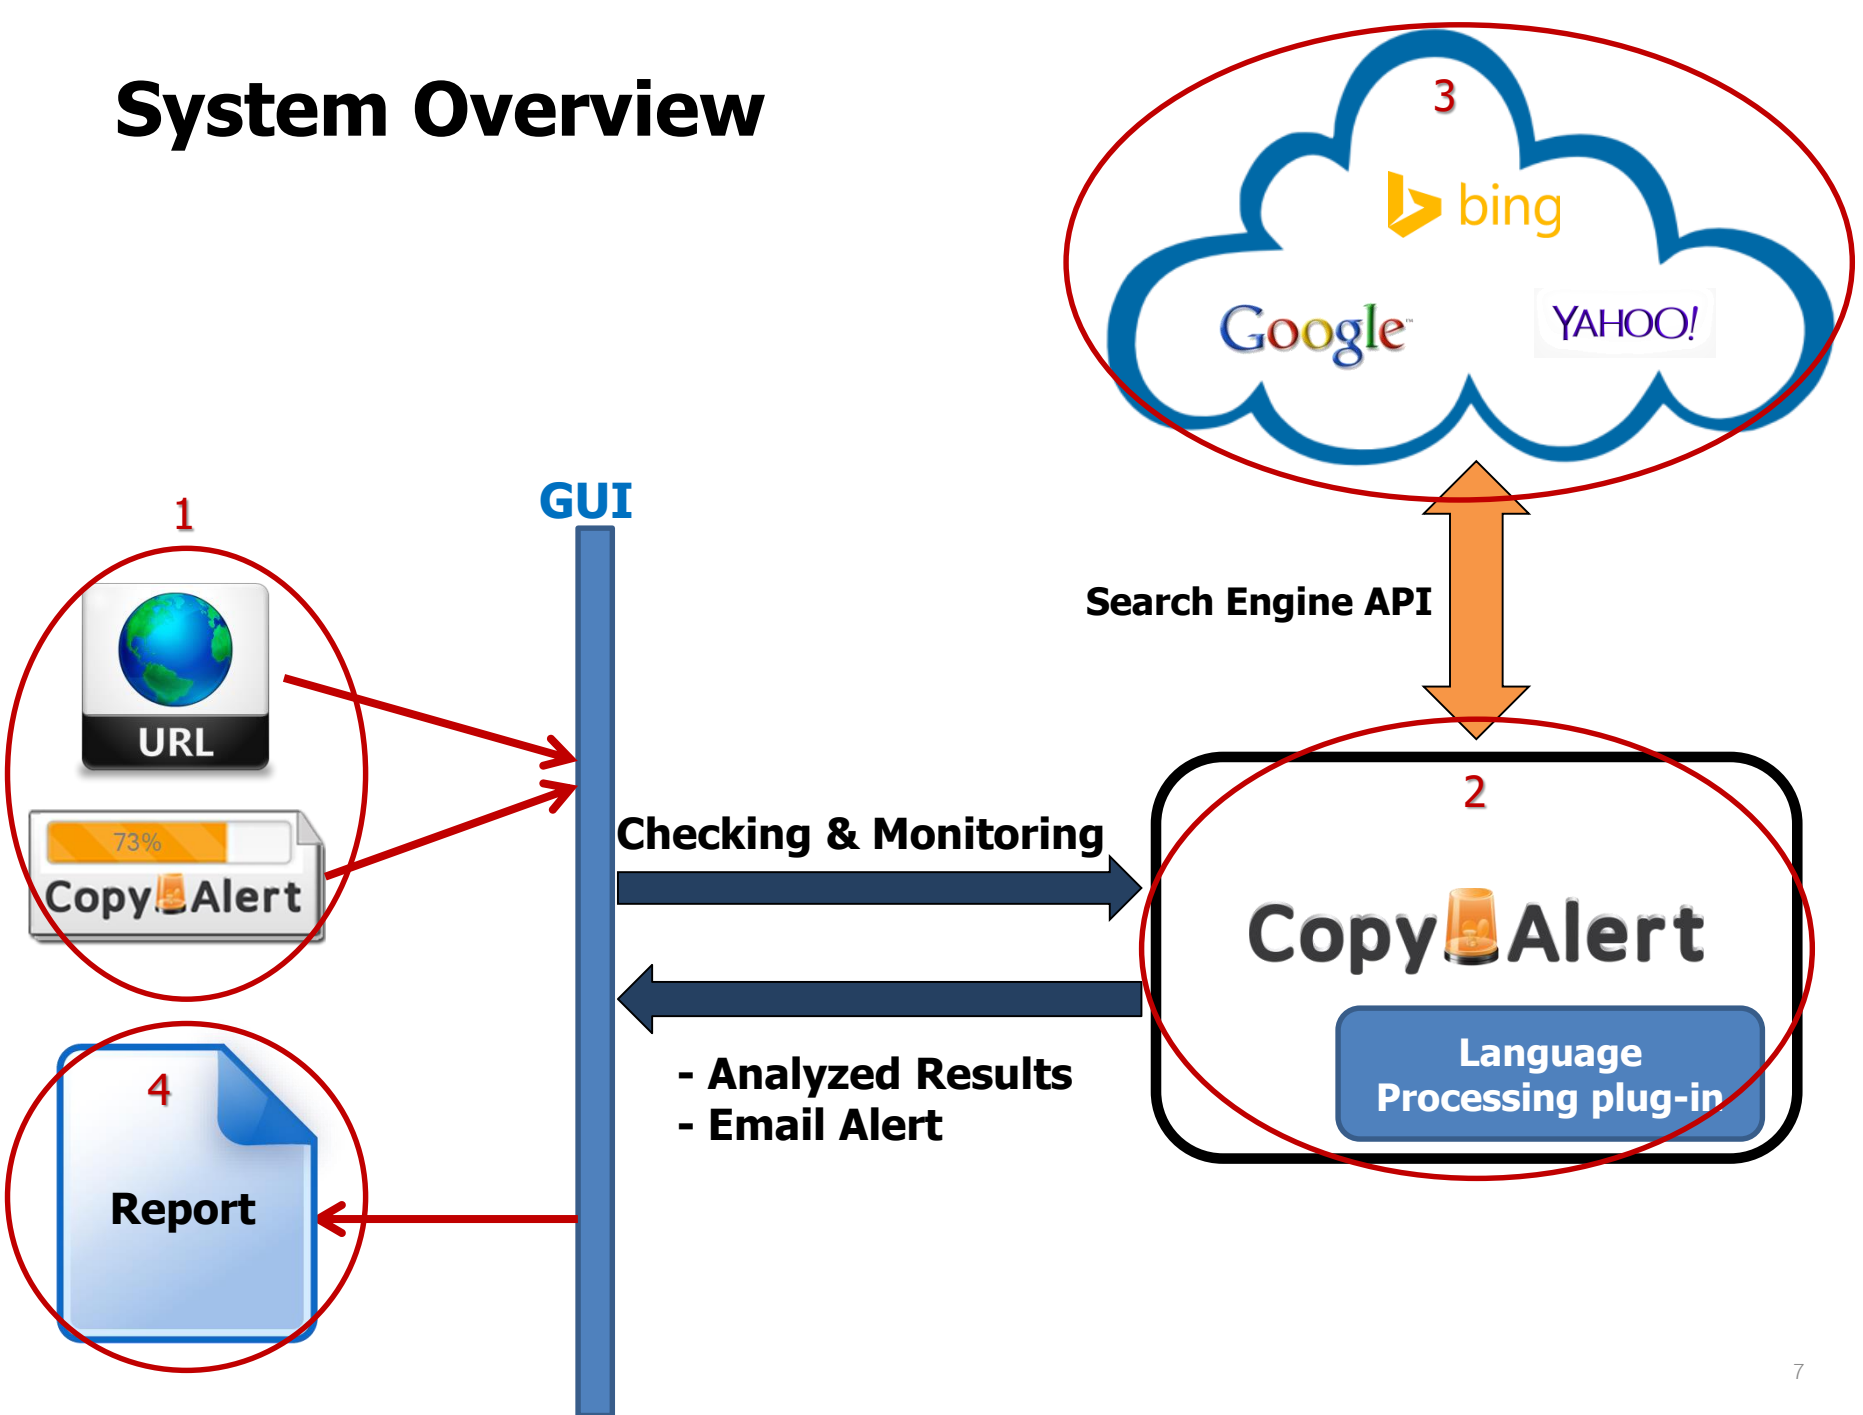 System Overview
3
bing
Google™
YAHOO!
1
GUI
URL
Search Engine API
73%
Copy Alert
Checking & Monitoring
2
Copy Alert
Language
Processing plug-in
- Analyzed Results
- Email Alert
4
Report
7